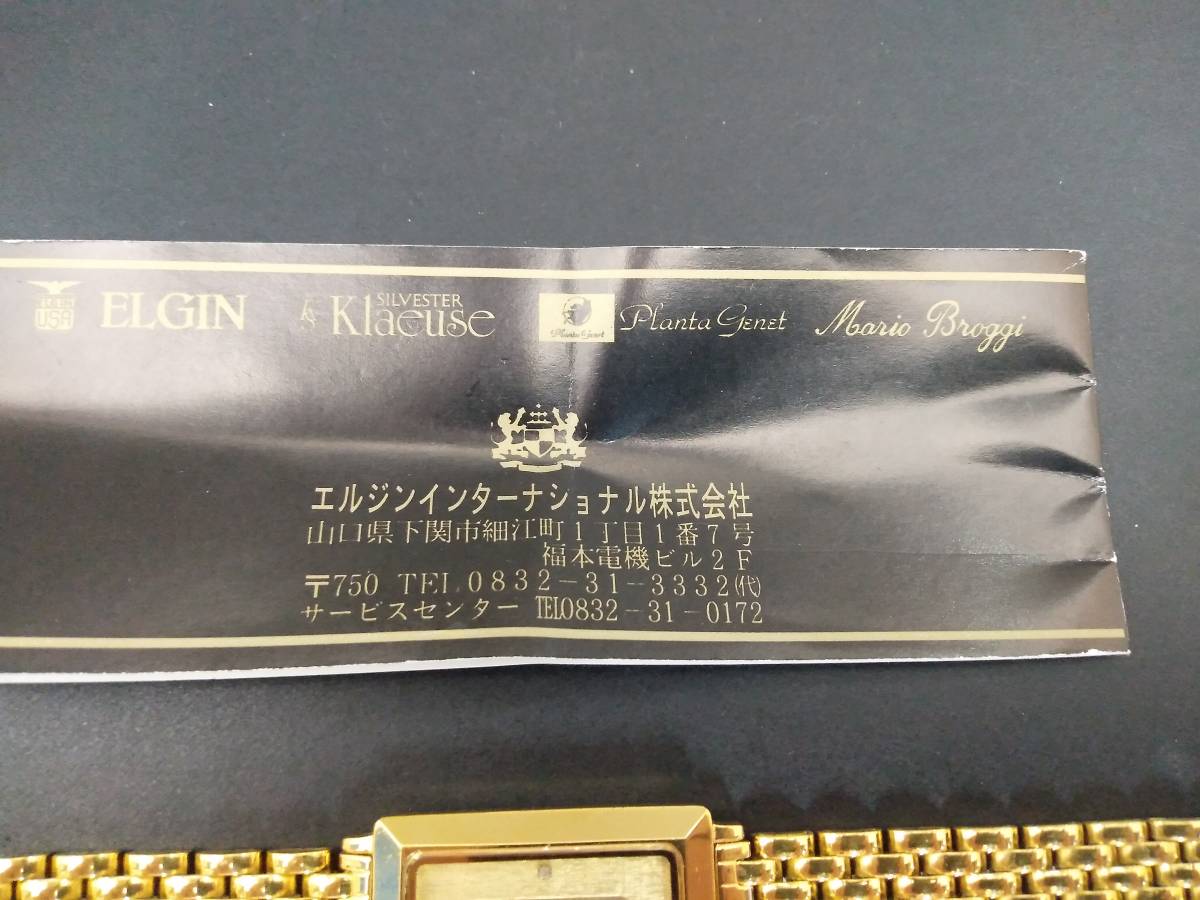 ELGIN USA
ELGIN
KS
SILVESTER
Klaeuse
Planta Genet
Planta Genet
Mario Broggi
エルジンインターナショナル株式会社
山口県下関市細江町1丁目1番7号
福本電機ビル2F
〒750 TEL0832-31-3332(代)
サービスセンター TEL0832-31-0172